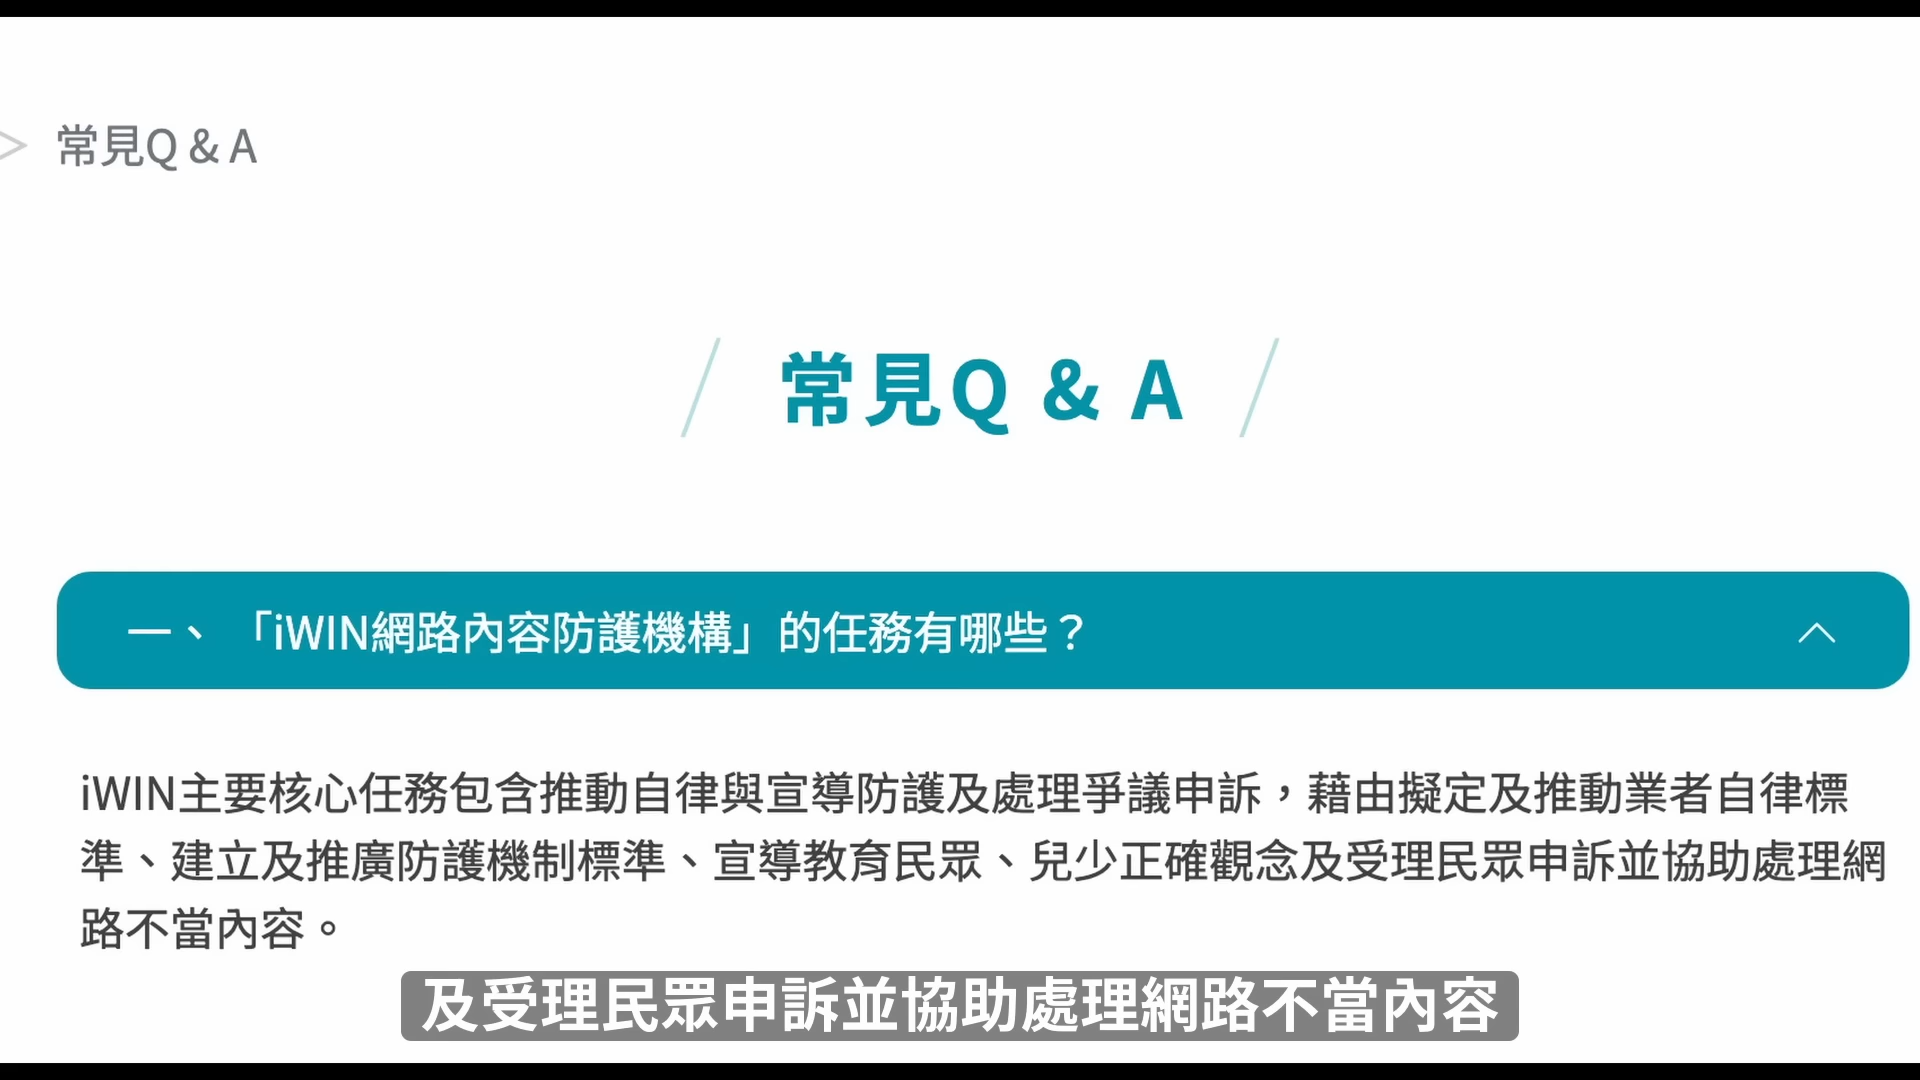 常見Q & A
常見Q & A
一、「iWIN網路內容防護機構」的任務有哪些？
iWIN主要核心任務包含推動自律與宣導防護及處理爭議申訴，藉由擬定及推動業者自律標
準、建立及推廣防護機制標準、宣導教育民眾、兒少正確觀念及受理民眾申訴並協助處理網
路不當內容。
及受理民眾申訴並協助處理網路不當內容